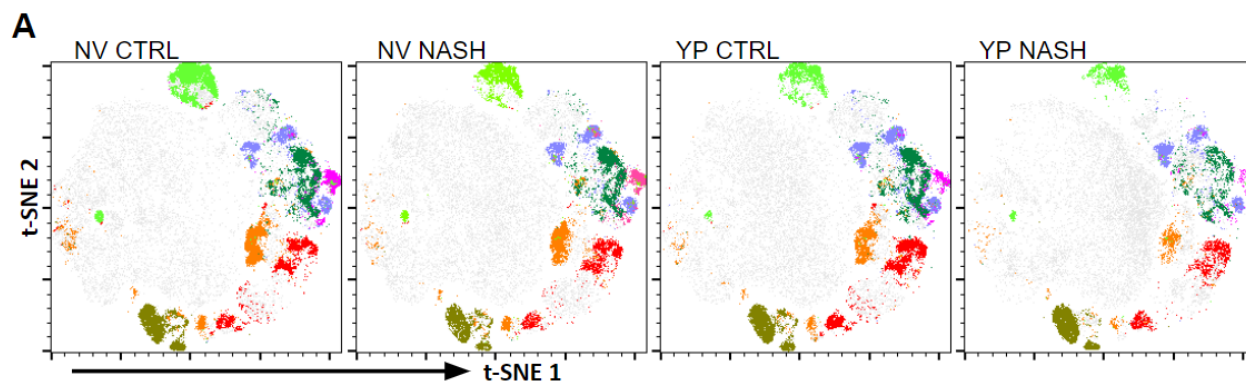 A
NV CTRL NV NASH YP CTRL YP NASH
t-SNE 2
t-SNE 1